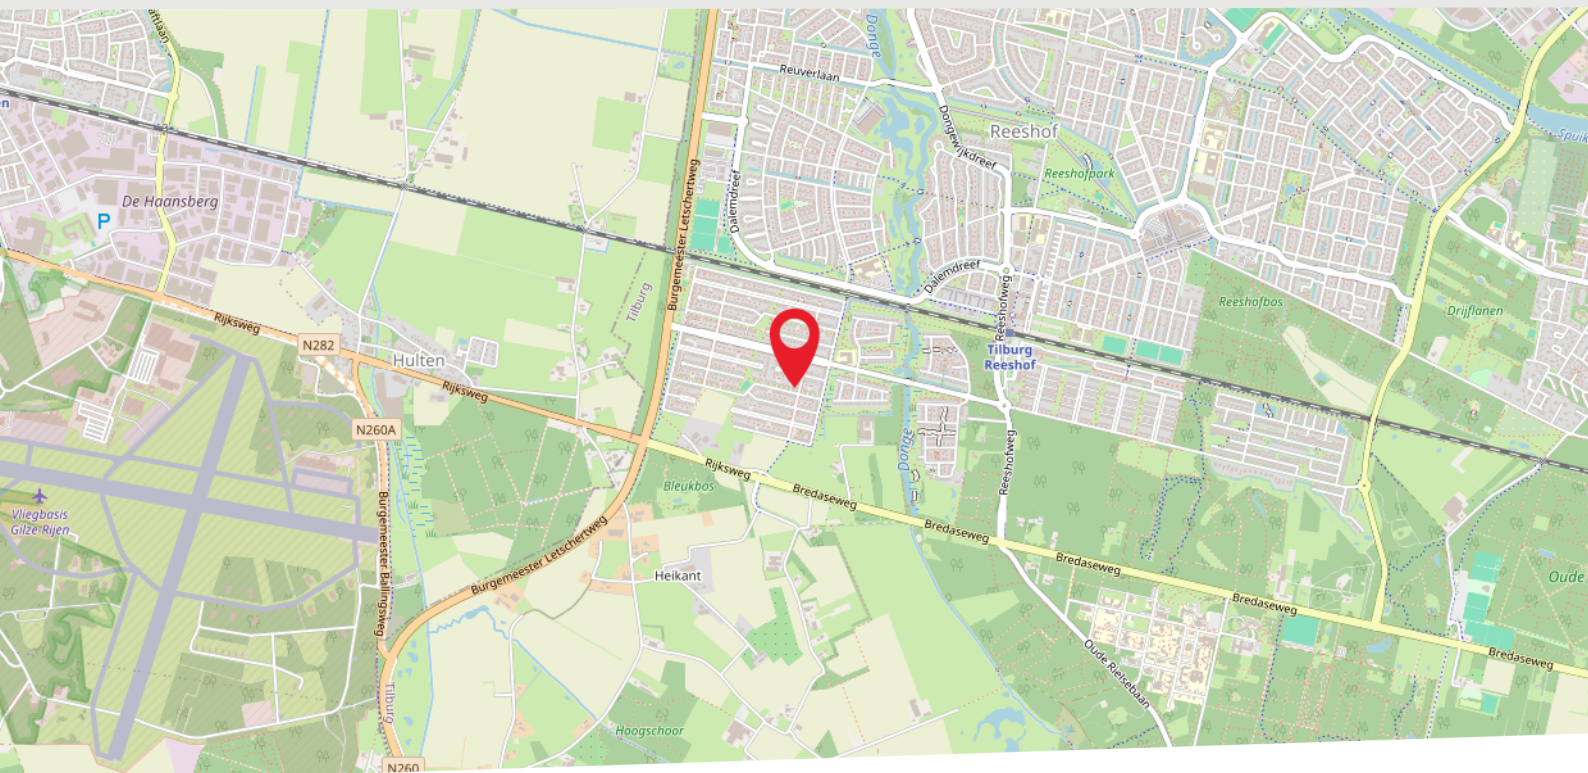 Donge
Reuverlaan
Dongewijkdreef
Reeshof
Reeshofpark
De Haansberg
P
Dalemdreef
Burgemeester Letschertweg
Dalemdreef
Reeshofbos
Drijflanen
Tilburg
Rijksweg
N282
Reeshofweg
Hulten
Tilburg
Reeshof
Rijksweg
N260A
Donge
Reeshofweg
Rijksweg
Bleukbos
Bredaseweg
Vliegbasis
Gilze-Rijen
Burgemeester Ballingsweg
Burgemeester Letschertweg
Bredaseweg
Bredaseweg
Heikant
Oude
Bredaseweg
Oude Rielsebaan
Bredaseweg
Tilburg
Hoogschoor
N260